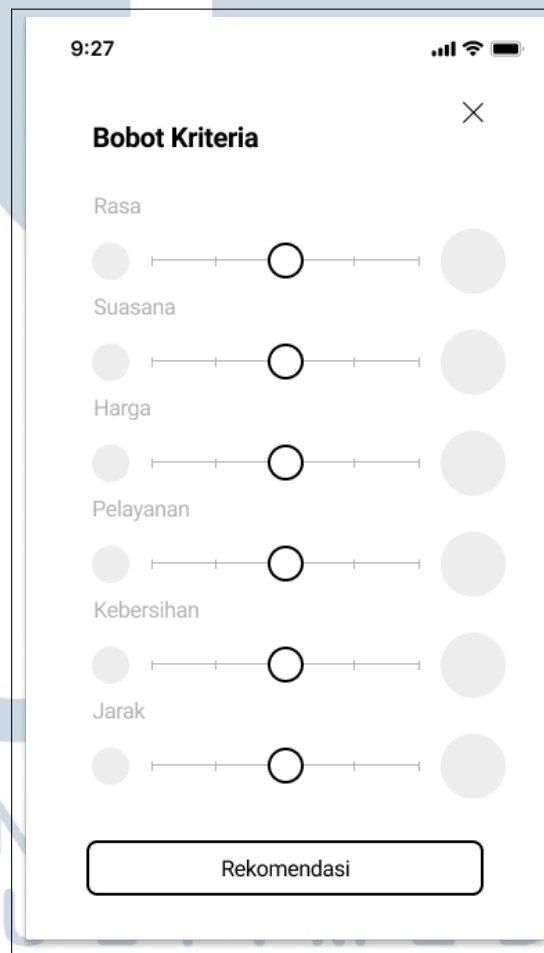 9:27
Bobot Kriteria
Rasa
Suasana
Harga
Pelayanan
Kebersihan
Jarak
Rekomendasi